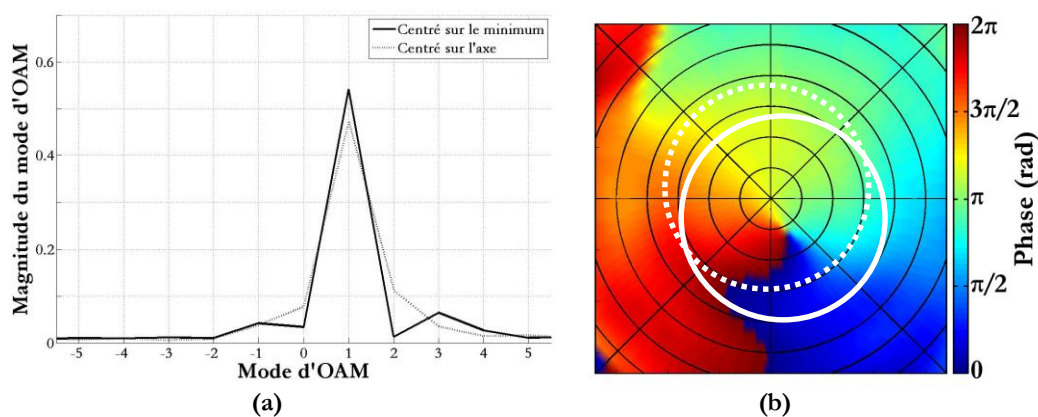 Magnitude du mode d'OAM
0.6
0.4
0.2
0
Centré sur le minimum
Centré sur l'axe
-5 -4 -3 -2 -1 0 1 2 3 4 5
Mode d'OAM
(a)
2π
3π/2
π
π/2
0
Phase (rad)
(b)